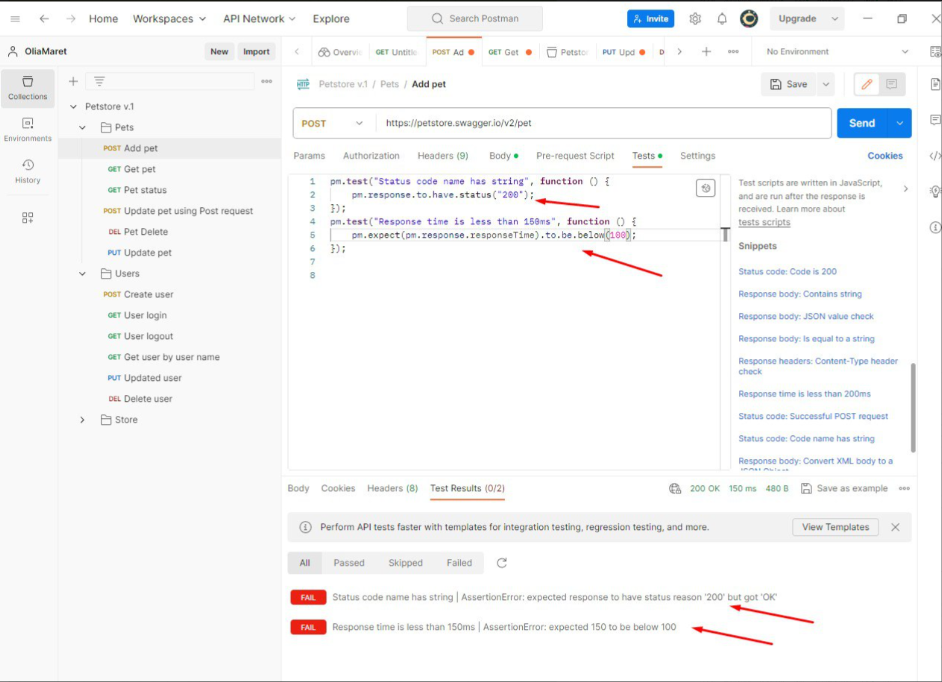 Home Workspaces API Network Explore Search Postman Invite Upgrade
OliaMaret New Import Overvi GET Untitle POST Ad GET Get Petstor PUT Upd D No Environment
Collections
Environments
History
Petstore v.1
Pets
POST Add pet
GET Get pet
GET Pet status
POST Update pet using Post request
DEL Pet Delete
PUT Update pet
Users
POST Create user
GET User login
GET User logout
GET Get user by user name
PUT Updated user
DEL Delete user
Store
HTTP Petstore v.1 / Pets / Add pet Save
POST https://petstore.swagger.io/v2/pet Send
Params Authorization Headers (9) Body Pre-request Script Tests Settings Cookies
1 pm.test("Status code name has string", function () {
2 pm.response.to.have.status("200");
3 });
4 pm.test("Response time is less than 150ms", function () {
5 pm.expect(pm.response.responseTime).to.be.below(100);
6 });
7
8
Test scripts are written in JavaScript,
and are run after the response is
received. Learn more about
tests scripts
Snippets
Status code: Code is 200
Response body: Contains string
Response body: JSON value check
Response body: Is equal to a string
Response headers: Content-Type header
check
Response time is less than 200ms
Status code: Successful POST request
Status code: Code name has string
Response body: Convert XML body to a
JSON Object
Body Cookies Headers (8) Test Results (0/2) 200 OK 150 ms 480 B Save as example
Perform API tests faster with templates for integration testing, regression testing, and more. View Templates
All Passed Skipped Failed
FAIL Status code name has string | AssertionError: expected response to have status reason '200' but got 'OK'
FAIL Response time is less than 150ms | AssertionError: expected 150 to be below 100